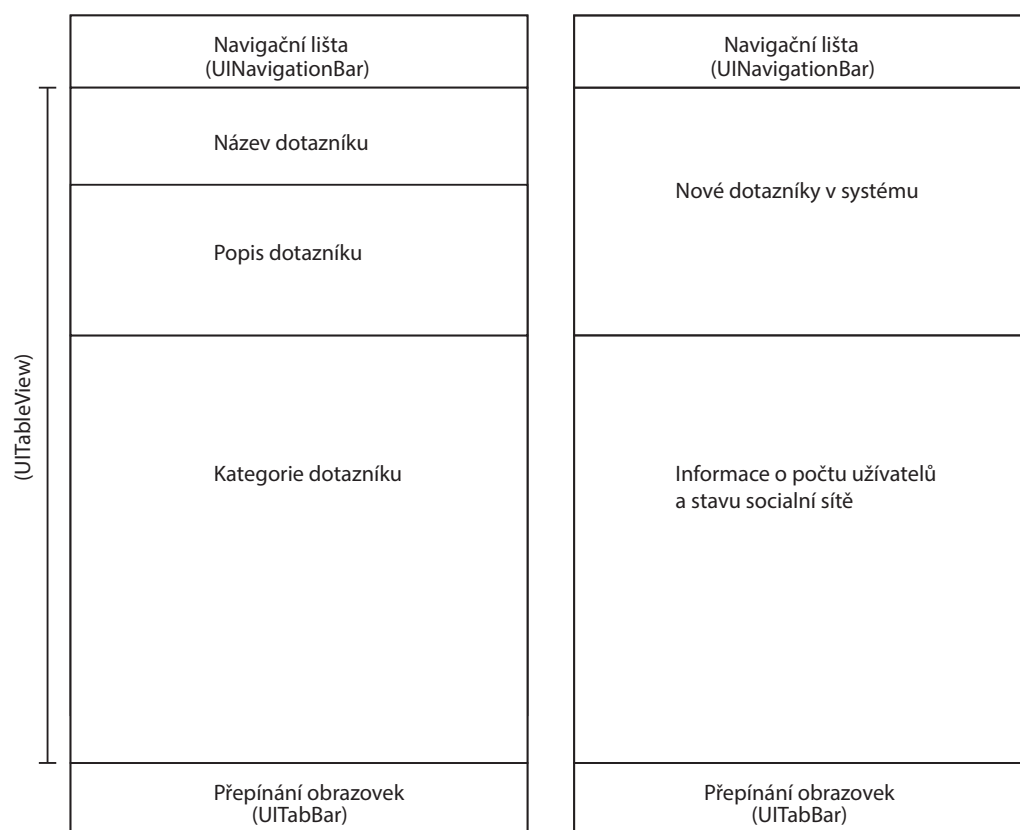 Navigační lišta
(UINavigationBar)
Název dotazníku
Popis dotazníku
(UITableView)
Kategorie dotazníku
Přepínání obrazovek
(UITabBar)
Navigační lišta
(UINavigationBar)
Nové dotazníky v systému
Informace o počtu užívatelů
a stavu socialní sítě
Přepínání obrazovek
(UITabBar)